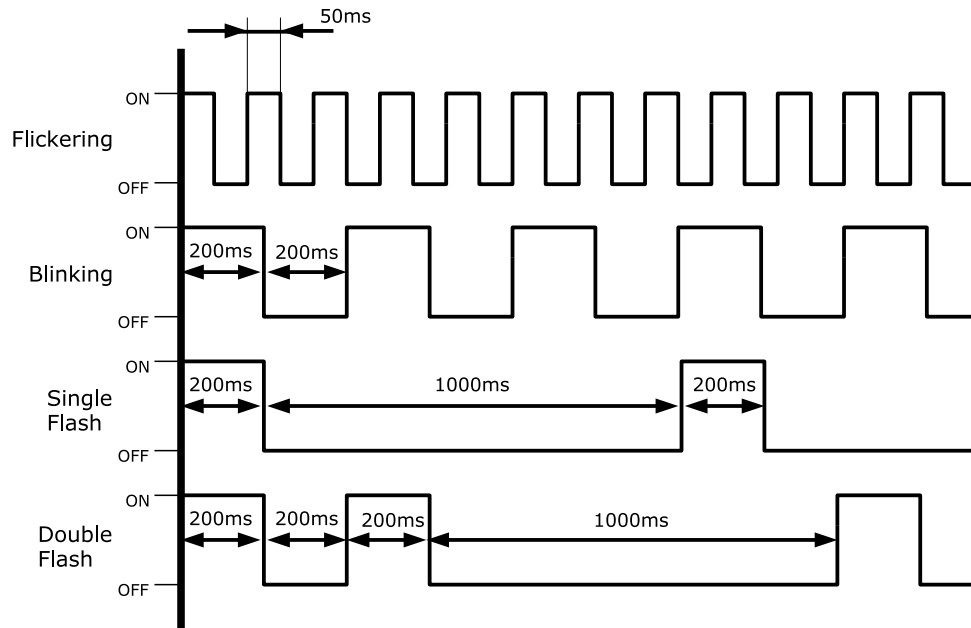 50ms
ON
Flickering
OFF
ON
200ms 200ms
Blinking
OFF
ON
200ms 1000ms 200ms
Single
Flash
OFF
ON
200ms 200ms 200ms 1000ms
Double
Flash
OFF